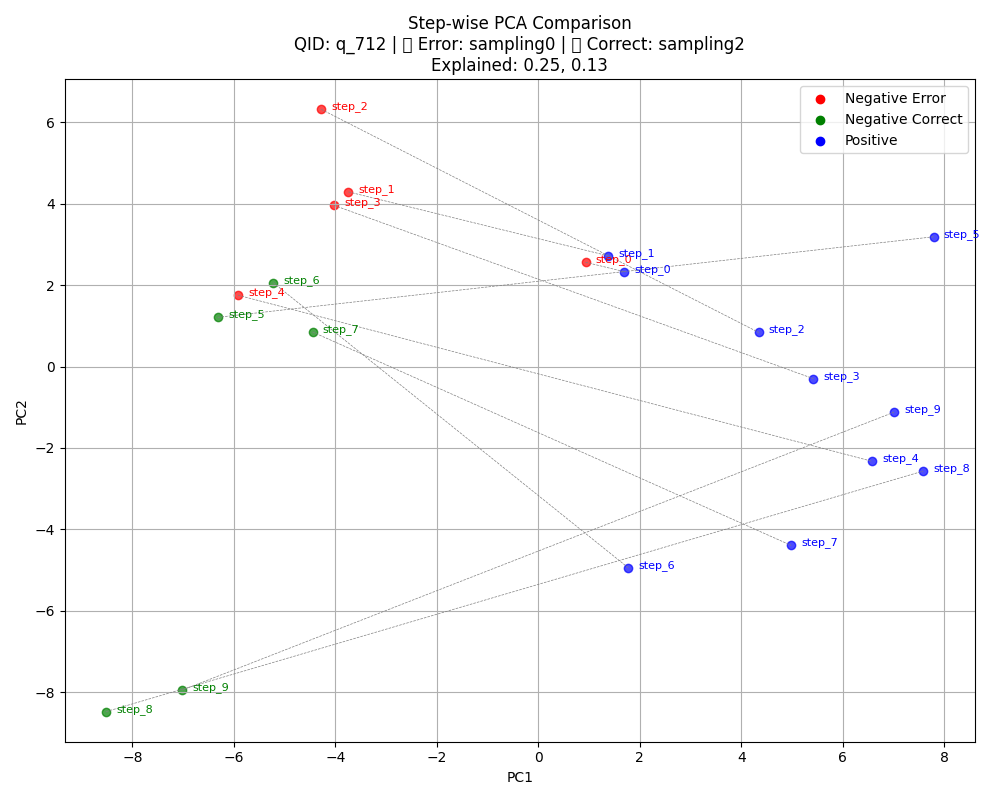 Step-wise PCA Comparison
QID: q_712 | Error: sampling0 | Correct: sampling2
Explained: 0.25, 0.13
Negative Error
Negative Correct
Positive
step_2
step_1
step_3
step_5
step_1
step_0
step_0
step_6
step_4
step_5
step_7
step_2
step_3
step_9
step_4
step_8
step_7
step_6
step_9
step_8
6
4
2
0
−2
−4
−6
−8
PC2
−8
−6
−4
−2
0
2
4
6
8
PC1